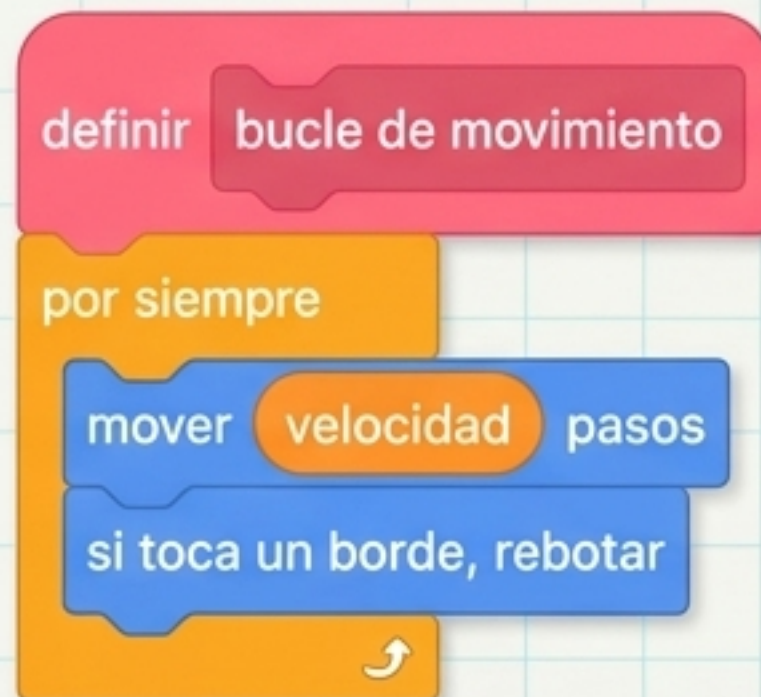 definir bucle de movimiento
por siempre
mover velocidad pasos
si toca un borde, rebotar